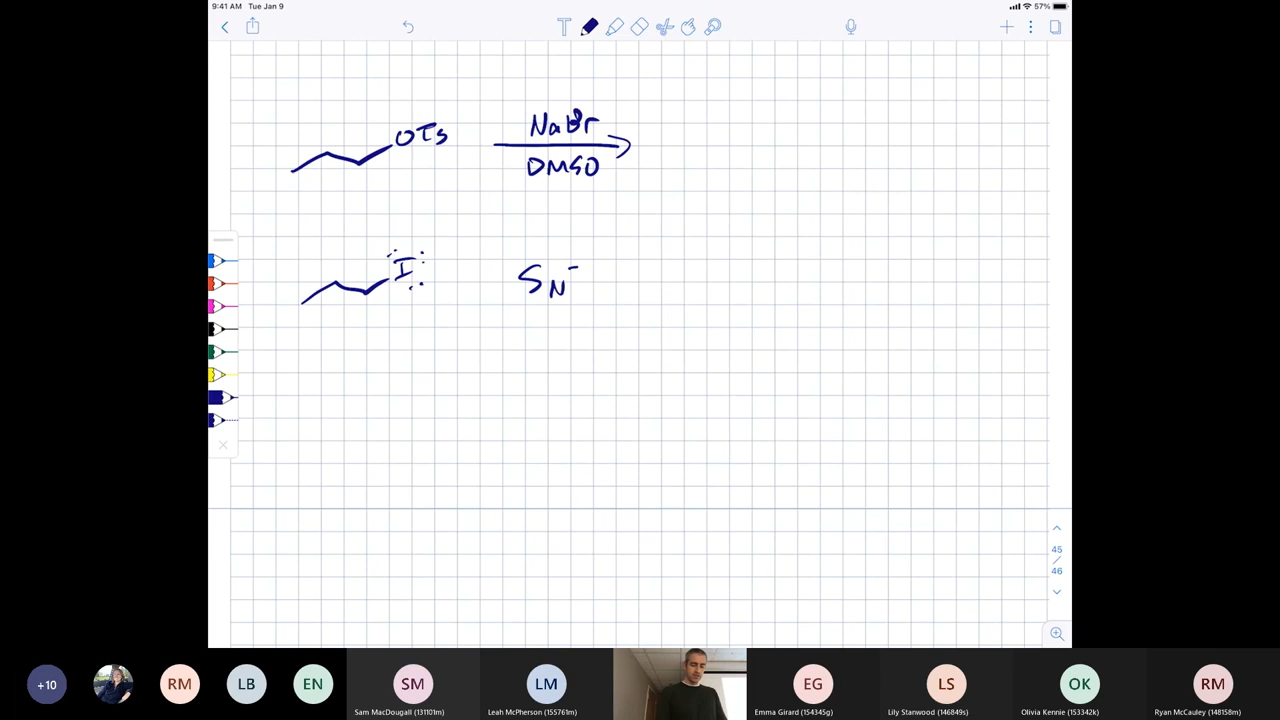 9:41 AM Tue Jan 9
57%
T
OTs
NaBr
DMSO
I
SN
45
/
46
+10
RM
LB
EN
SM
LM
EG
LS
OK
RM
Sam MacDougall (131101m)
Leah McPherson (155761m)
Emma Girard (154345g)
Lily Stanwood (146849s)
Olivia Kennie (153342k)
Ryan McCauley (148158m)